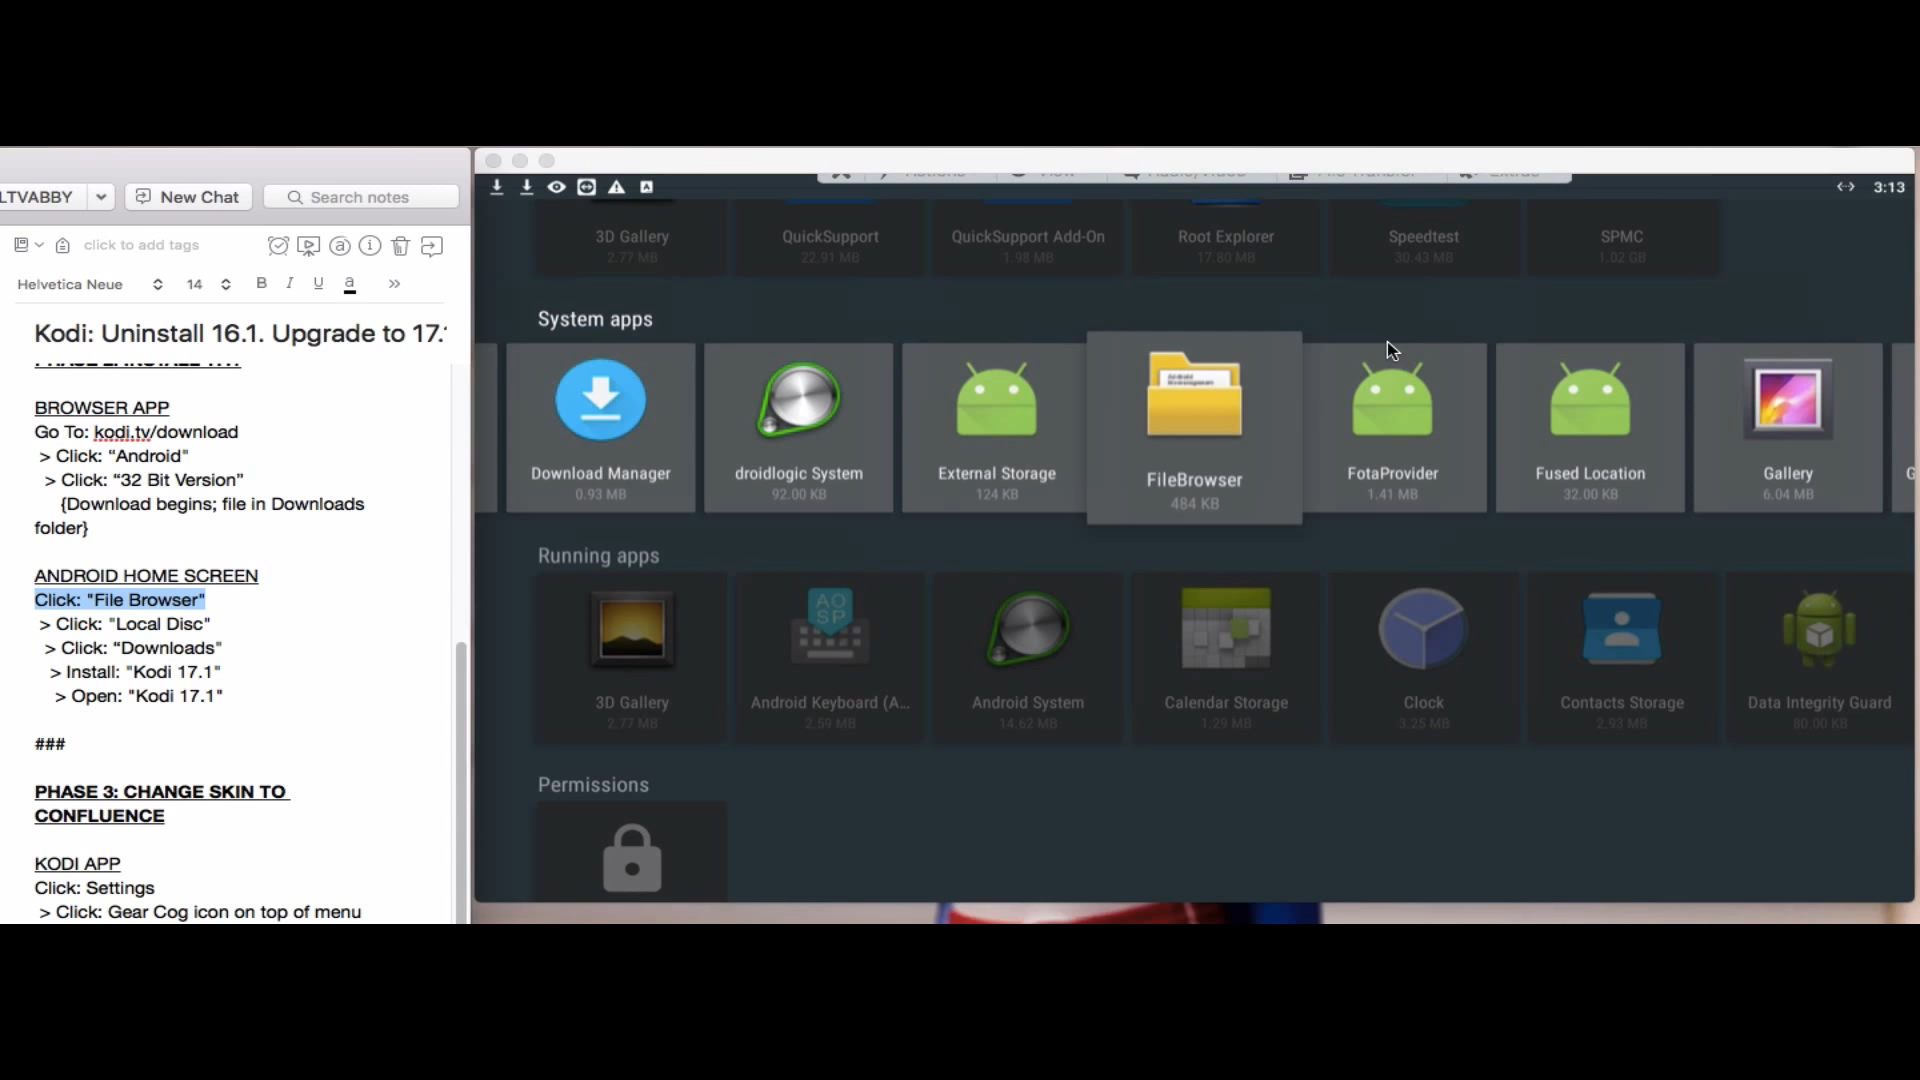 LTVABBY
New Chat
Search notes
click to add tags
Helvetica Neue
14
B I U a
Kodi: Uninstall 16.1. Upgrade to 17.1
BROWSER APP
Go To: kodi.tv/download
> Click: “Android"
> Click: “32 Bit Version”
{Download begins; file in Downloads
folder}
ANDROID HOME SCREEN
Click: "File Browser"
> Click: "Local Disc"
> Click: “Downloads"
> Install: "Kodi 17.1"
> Open: "Kodi 17.1"
###
PHASE 3: CHANGE SKIN TO
CONFLUENCE
KODI APP
Click: Settings
> Click: Gear Cog icon on top of menu
3:13
3D Gallery
2.77 MB
QuickSupport
22.91 MB
QuickSupport Add-On
1.98 MB
Root Explorer
17.80 MB
Speedtest
30.43 MB
SPMC
1.02 GB
System apps
Download Manager
0.93 MB
droidlogic System
92.00 KB
External Storage
124 KB
FileBrowser
484 KB
FotaProvider
1.41 MB
Fused Location
32.00 KB
Gallery
6.04 MB
G
Running apps
3D Gallery
2.77 MB
AO
SP
Android Keyboard (A...
2.59 MB
Android System
14.62 MB
Calendar Storage
1.29 MB
Clock
3.25 MB
Contacts Storage
2.93 MB
Data Integrity Guard
80.00 KB
Permissions